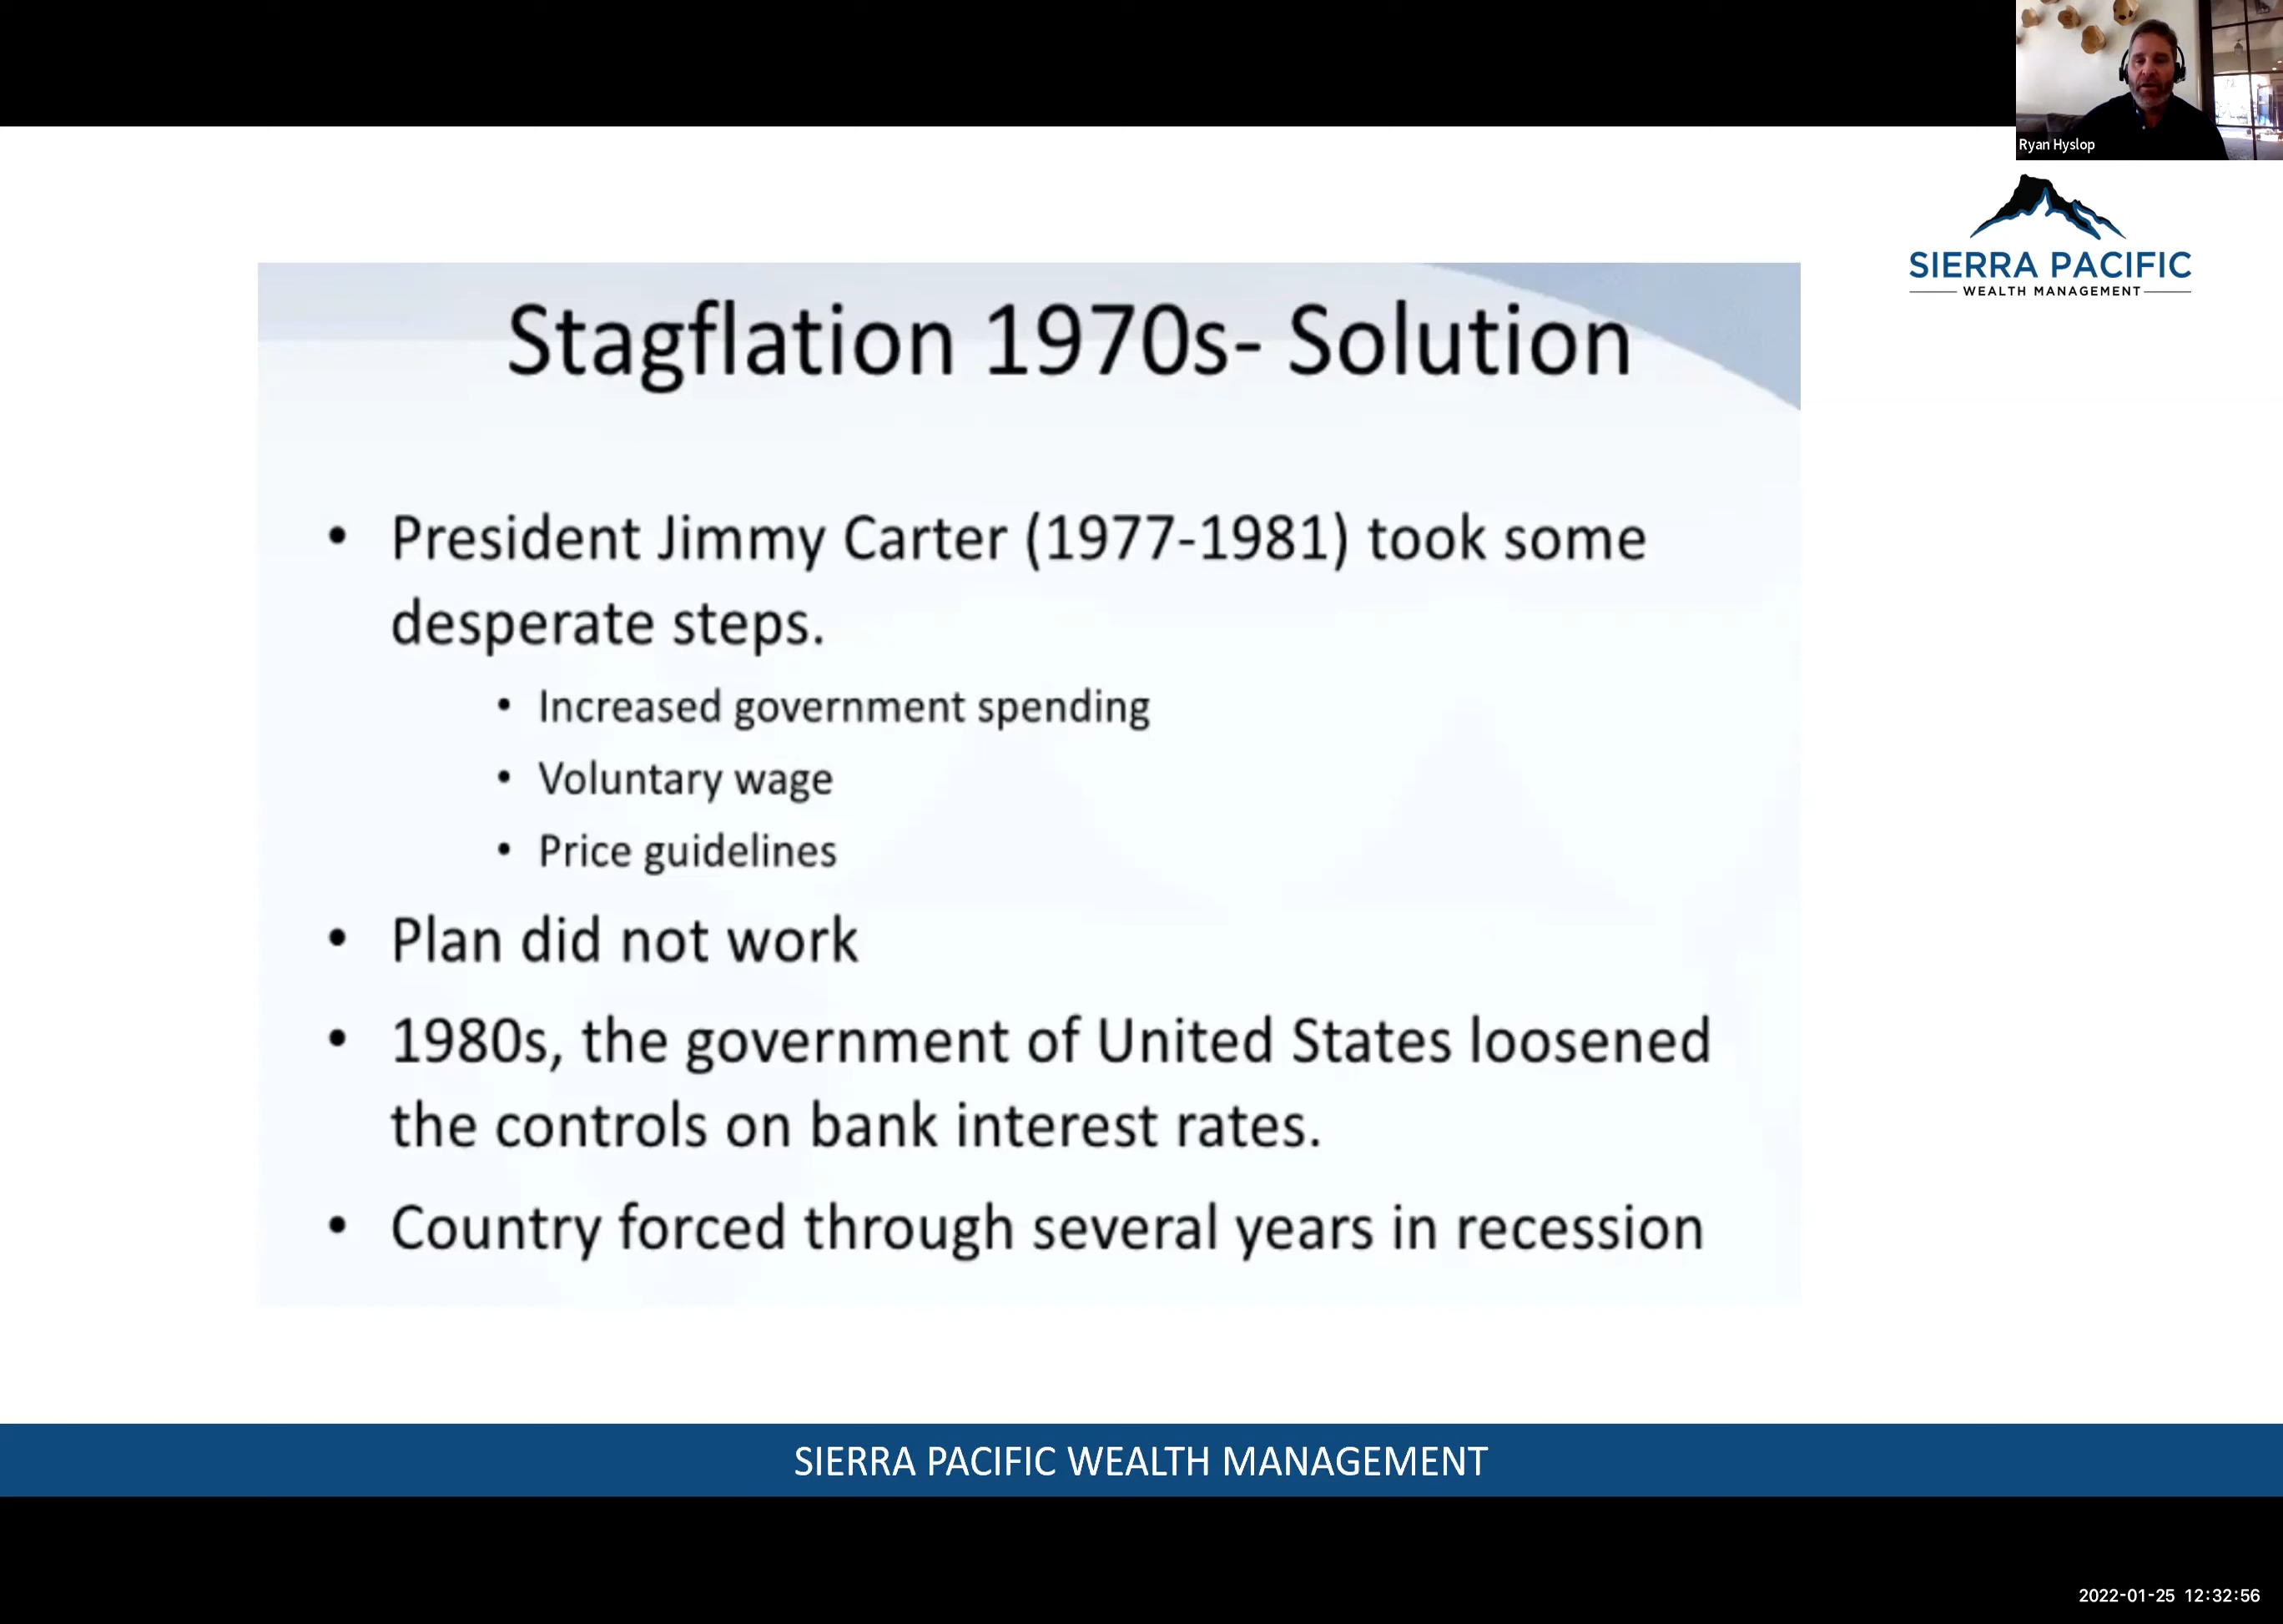 Ryan Hyslop
SIERRA PACIFIC
WEALTH MANAGEMENT
Stagflation 1970s- Solution
• President Jimmy Carter (1977-1981) took some
desperate steps.
• Increased government spending
• Voluntary wage
• Price guidelines
• Plan did not work
• 1980s, the government of United States loosened
the controls on bank interest rates.
• Country forced through several years in recession
SIERRA PACIFIC WEALTH MANAGEMENT
2022-01-25 12:32:56